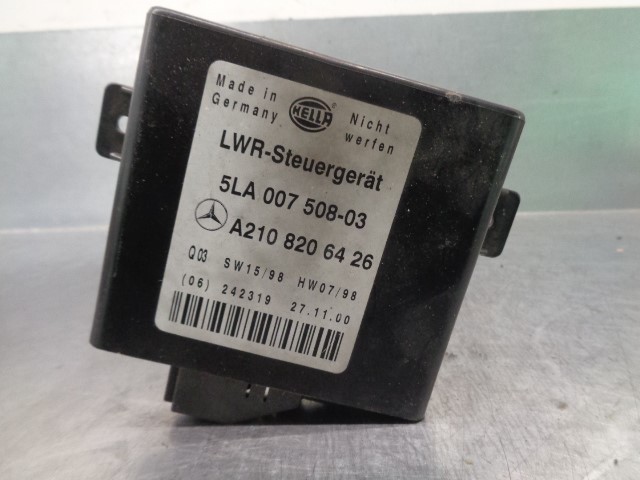 Made in
Germany
HELLA
®
Nicht
werfen
LWR-Steuergerät
5LA 007 508-03
A210 820 64 26
Q03 SW15/98 HW07/98
(06) 242319 27.11.00